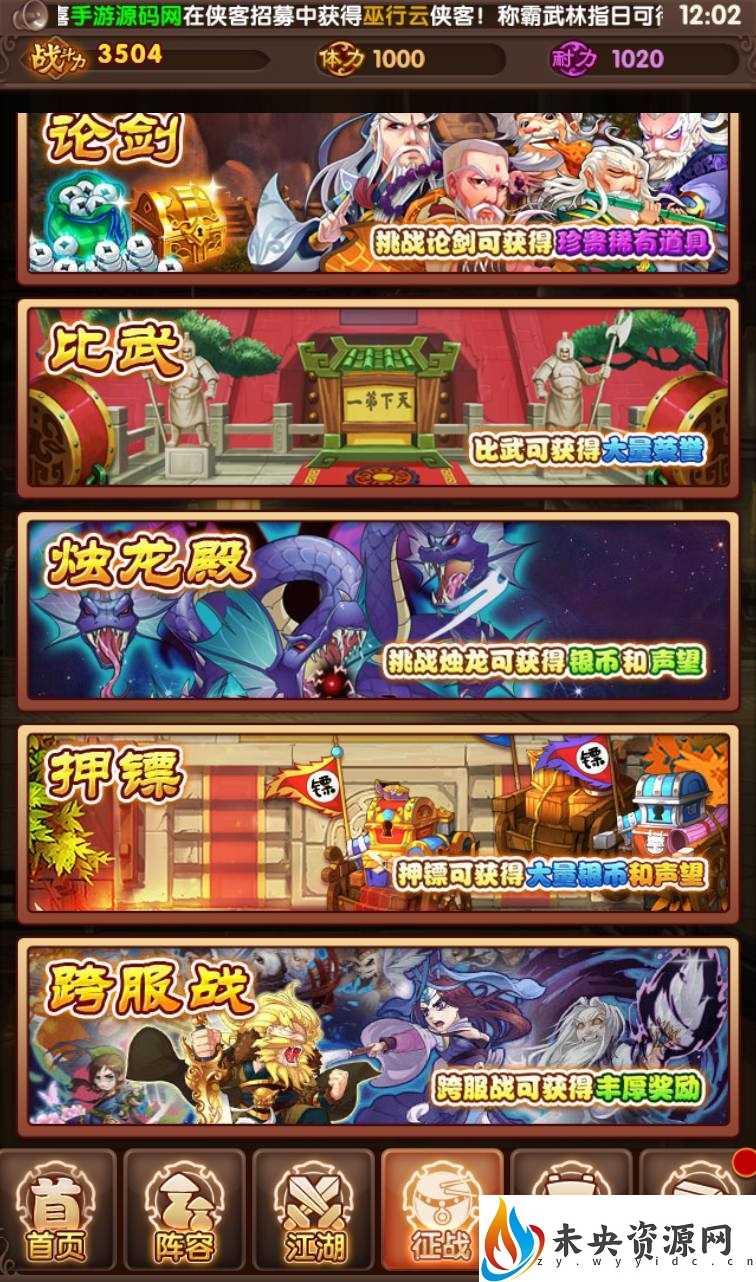 喜手游源码网在侠客招募中获得巫行云侠客！称霸武林指日可待 12:02
战斗力 3504 体力 1000 耐力 1020
论剑
挑战论剑可获得珍贵稀有道具
比武
一第下天
比武可获得大量荣誉
烛龙殿
挑战烛龙可获得银币和声望
押镖
镖
镖
押镖可获得大量银币和声望
跨服战
跨服战可获得丰厚奖励
首
首页 阵容 江湖 征战
未央资源网
zy.wyyidc.cn